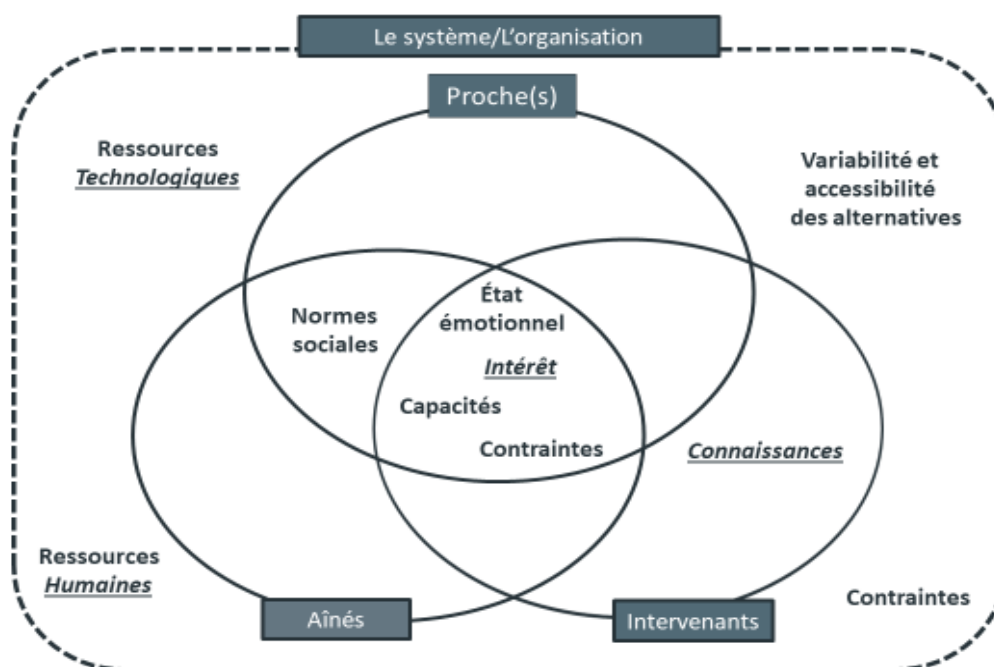 Le système/L'organisation
Proche(s)
Ressources
Technologiques
Variabilité et
accessibilité
des alternatives
Normes
sociales
État
émotionnel
Intérêt
Capacités
Contraintes
Connaissances
Ressources
Humaines
Aînés
Intervenants
Contraintes